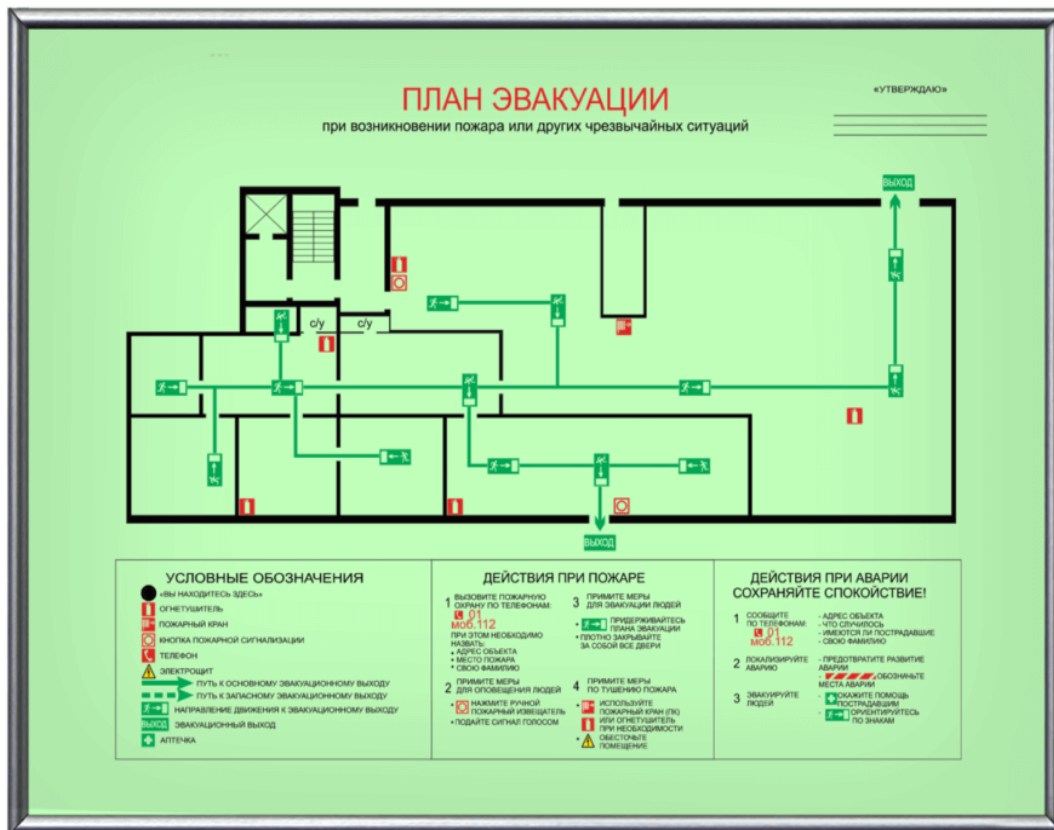 «УТВЕРЖДАЮ»
ПЛАН ЭВАКУАЦИИ
при возникновении пожара или других чрезвычайных ситуаций
ВЫХОД
с/у
с/у
ВЫХОД
УСЛОВНЫЕ ОБОЗНАЧЕНИЯ
«ВЫ НАХОДИТЕСЬ ЗДЕСЬ»
ОГНЕТУШИТЕЛЬ
ПОЖАРНЫЙ КРАН
КНОПКА ПОЖАРНОЙ СИГНАЛИЗАЦИИ
ТЕЛЕФОН
ЭЛЕКТРОЩИТ
ПУТЬ К ОСНОВНОМУ ЭВАКУАЦИОННОМУ ВЫХОДУ
ПУТЬ К ЗАПАСНОМУ ЭВАКУАЦИОННОМУ ВЫХОДУ
НАПРАВЛЕНИЕ ДВИЖЕНИЯ К ЭВАКУАЦИОННОМУ ВЫХОДУ
ВЫХОД ЭВАКУАЦИОННЫЙ ВЫХОД
АПТЕЧКА
ДЕЙСТВИЯ ПРИ ПОЖАРЕ
1 ВЫЗОВИТЕ ПОЖАРНУЮ
ОХРАНУ ПО ТЕЛЕФОНАМ:
01
моб.112
ПРИ ЭТОМ НЕОБХОДИМО
НАЗВАТЬ:
• АДРЕС ОБЪЕКТА
• МЕСТО ПОЖАРА
• СВОЮ ФАМИЛИЮ
2 ПРИМИТЕ МЕРЫ
ДЛЯ ОПОВЕЩЕНИЯ ЛЮДЕЙ
• НАЖМИТЕ РУЧНОЙ
ПОЖАРНЫЙ ИЗВЕЩАТЕЛЬ
• ПОДАЙТЕ СИГНАЛ ГОЛОСОМ
3 ПРИМИТЕ МЕРЫ
ДЛЯ ЭВАКУАЦИИ ЛЮДЕЙ
• ПРИДЕРЖИВАЙТЕСЬ
ПЛАНА ЭВАКУАЦИИ
• ПЛОТНО ЗАКРЫВАЙТЕ
ЗА СОБОЙ ВСЕ ДВЕРИ
4 ПРИМИТЕ МЕРЫ
ПО ТУШЕНИЮ ПОЖАРА
• ИСПОЛЬЗУЙТЕ
ПОЖАРНЫЙ КРАН (ПК)
ИЛИ ОГНЕТУШИТЕЛЬ
ПРИ НЕОБХОДИМОСТИ
• ОБЕСТОЧЬТЕ
ПОМЕЩЕНИЕ
ДЕЙСТВИЯ ПРИ АВАРИИ
СОХРАНЯЙТЕ СПОКОЙСТВИЕ!
1 СООБЩИТЕ
ПО ТЕЛЕФОНАМ:
01
моб.112
- АДРЕС ОБЪЕКТА
- ЧТО СЛУЧИЛОСЬ
- ИМЕЮТСЯ ЛИ ПОСТРАДАВШИЕ
- СВОЮ ФАМИЛИЮ
2 ЛОКАЛИЗИРУЙТЕ
АВАРИЮ
- ПРЕДОТВРАТИТЕ РАЗВИТИЕ
АВАРИИ
- ОБОЗНАЧЬТЕ
МЕСТА АВАРИИ
3 ЭВАКУИРУЙТЕ
ЛЮДЕЙ
- ОКАЖИТЕ ПОМОЩЬ
ПОСТРАДАВШИМ
- ОРИЕНТИРУЙТЕСЬ
ПО ЗНАКАМ